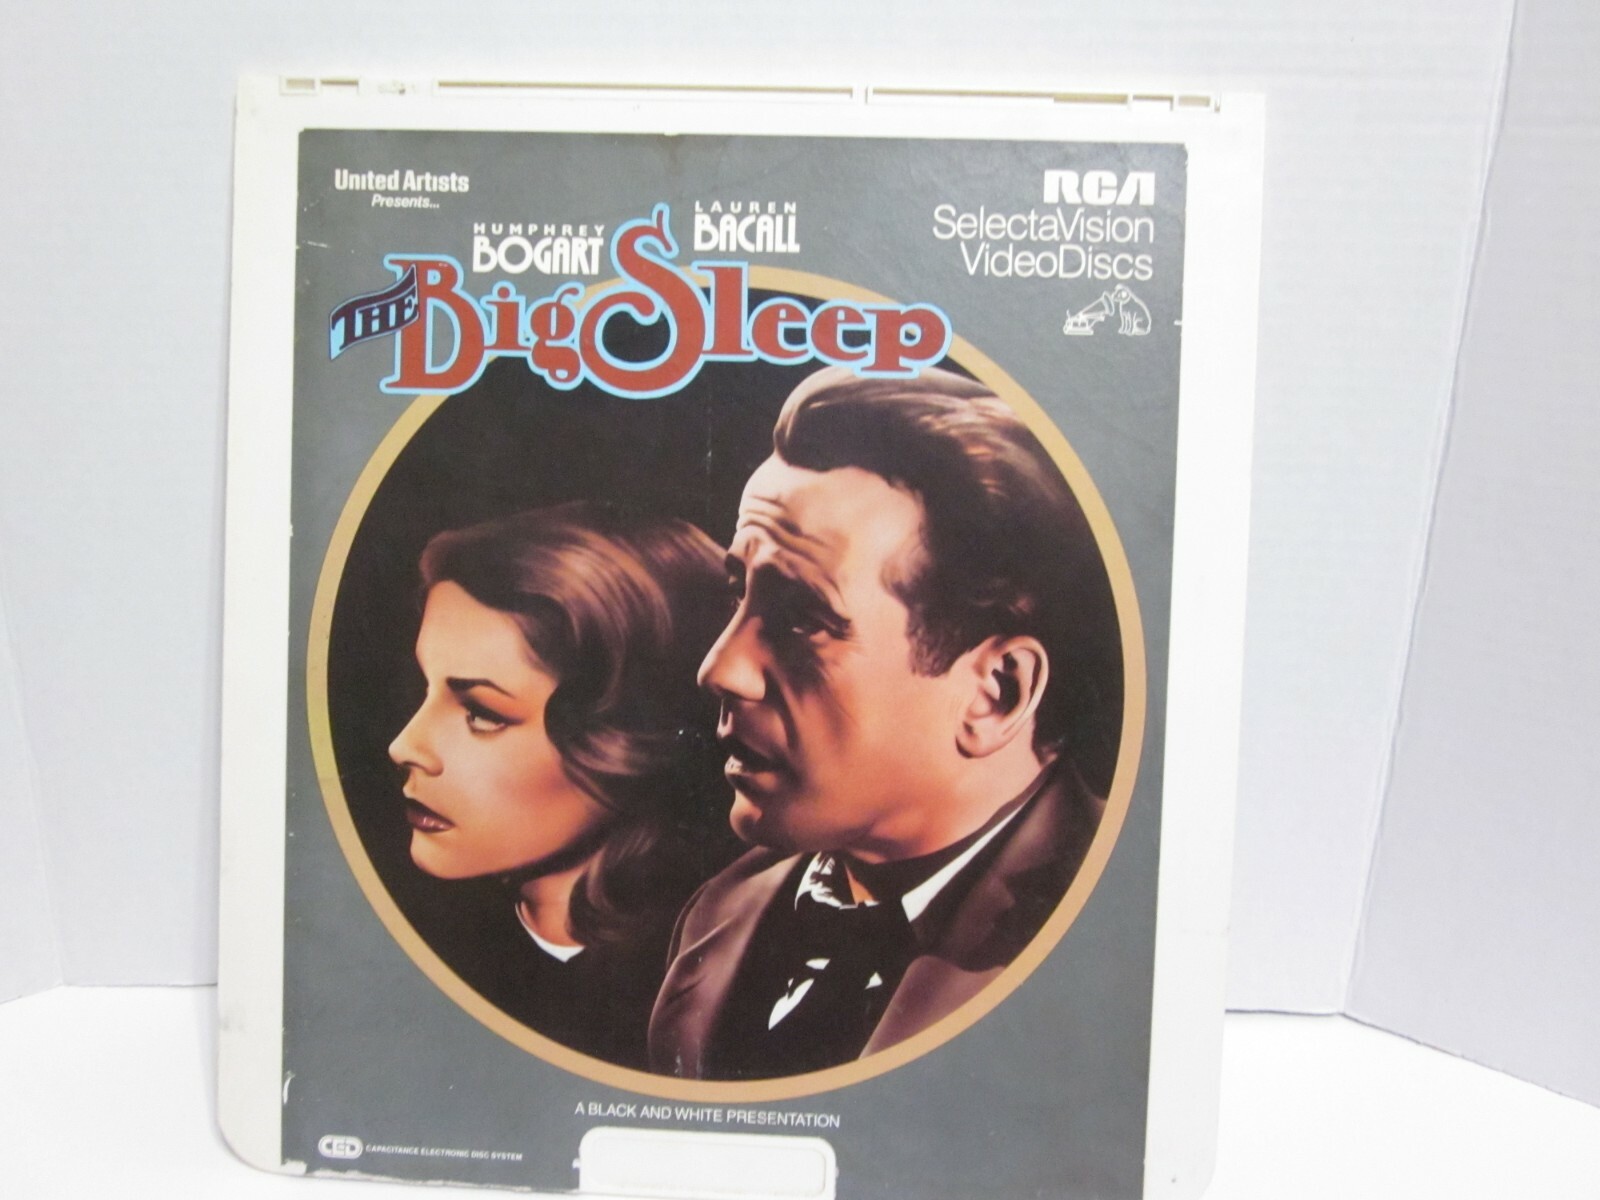 United Artists
Presents...
HUMPHREY
BOGART
LAUREN
BACALL
THE Big Sleep
RCA
SelectaVision
VideoDiscs
A BLACK AND WHITE PRESENTATION
CED CAPACITANCE ELECTRONIC DISC SYSTEM